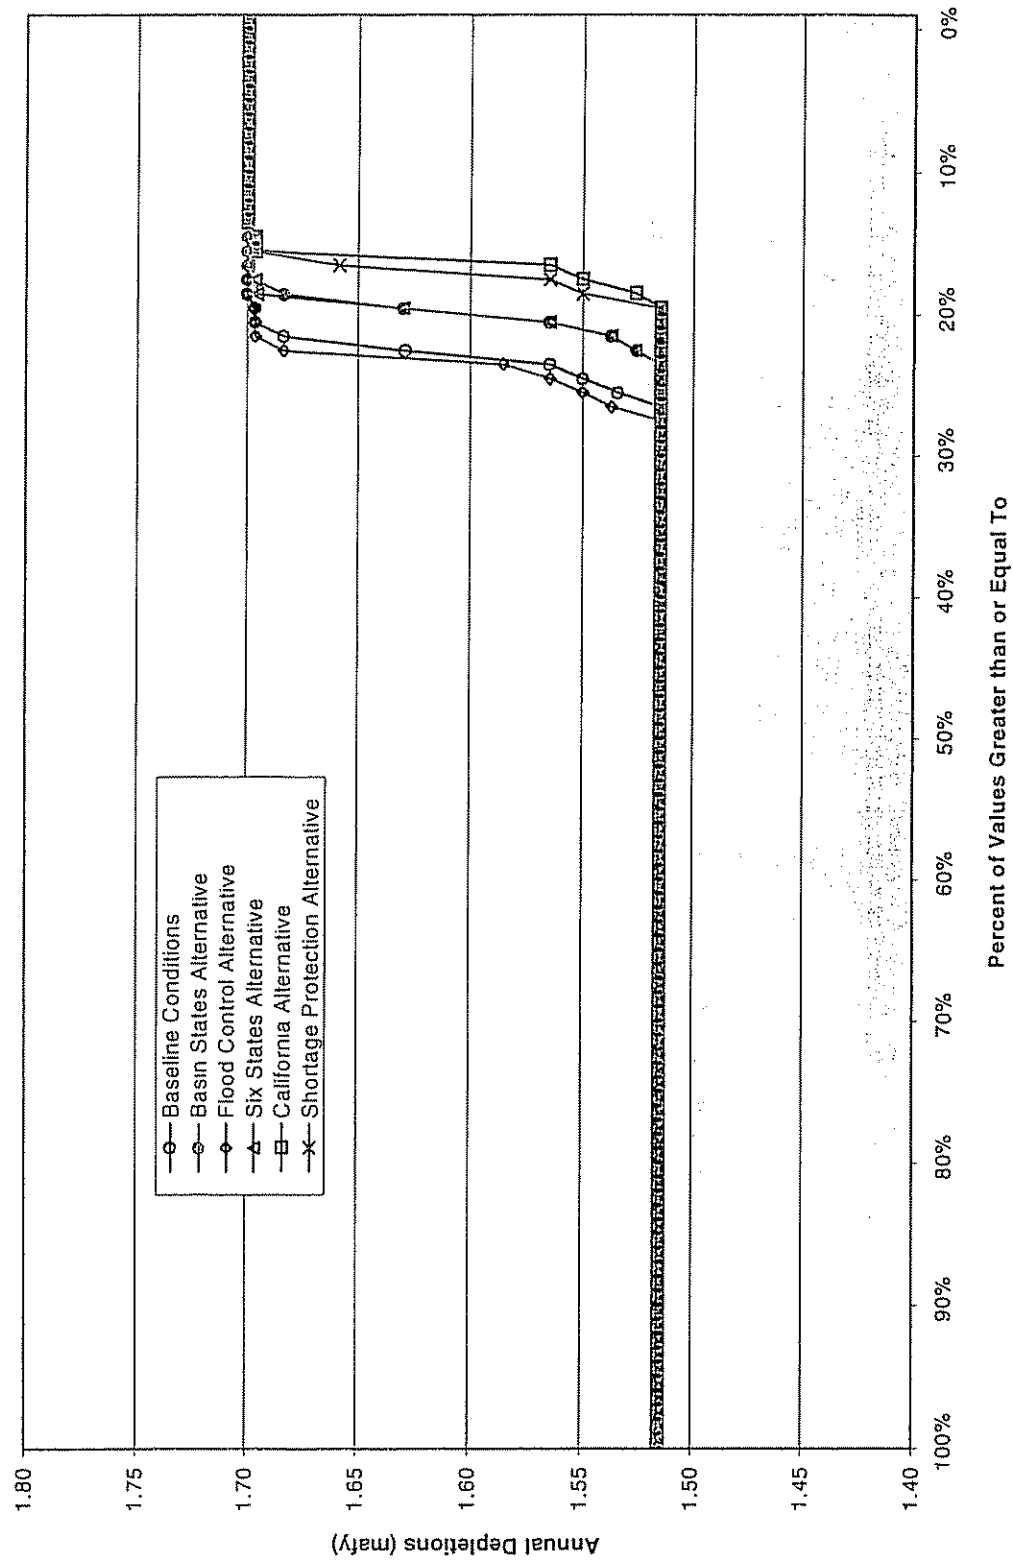 Annual Depletions (mafy)
1.80
1.70
1.65
1.60
1.55
1.50
1.45
1.40
Baseline Conditions
Basin States Alternative
Flood Control Alternative
Six States Alternative
California Alternative
Shortage Protection Alternative
100%
90%
80%
70%
60%
50%
40%
30%
20%
10%
0%
Percent of Values Greater than or Equal To